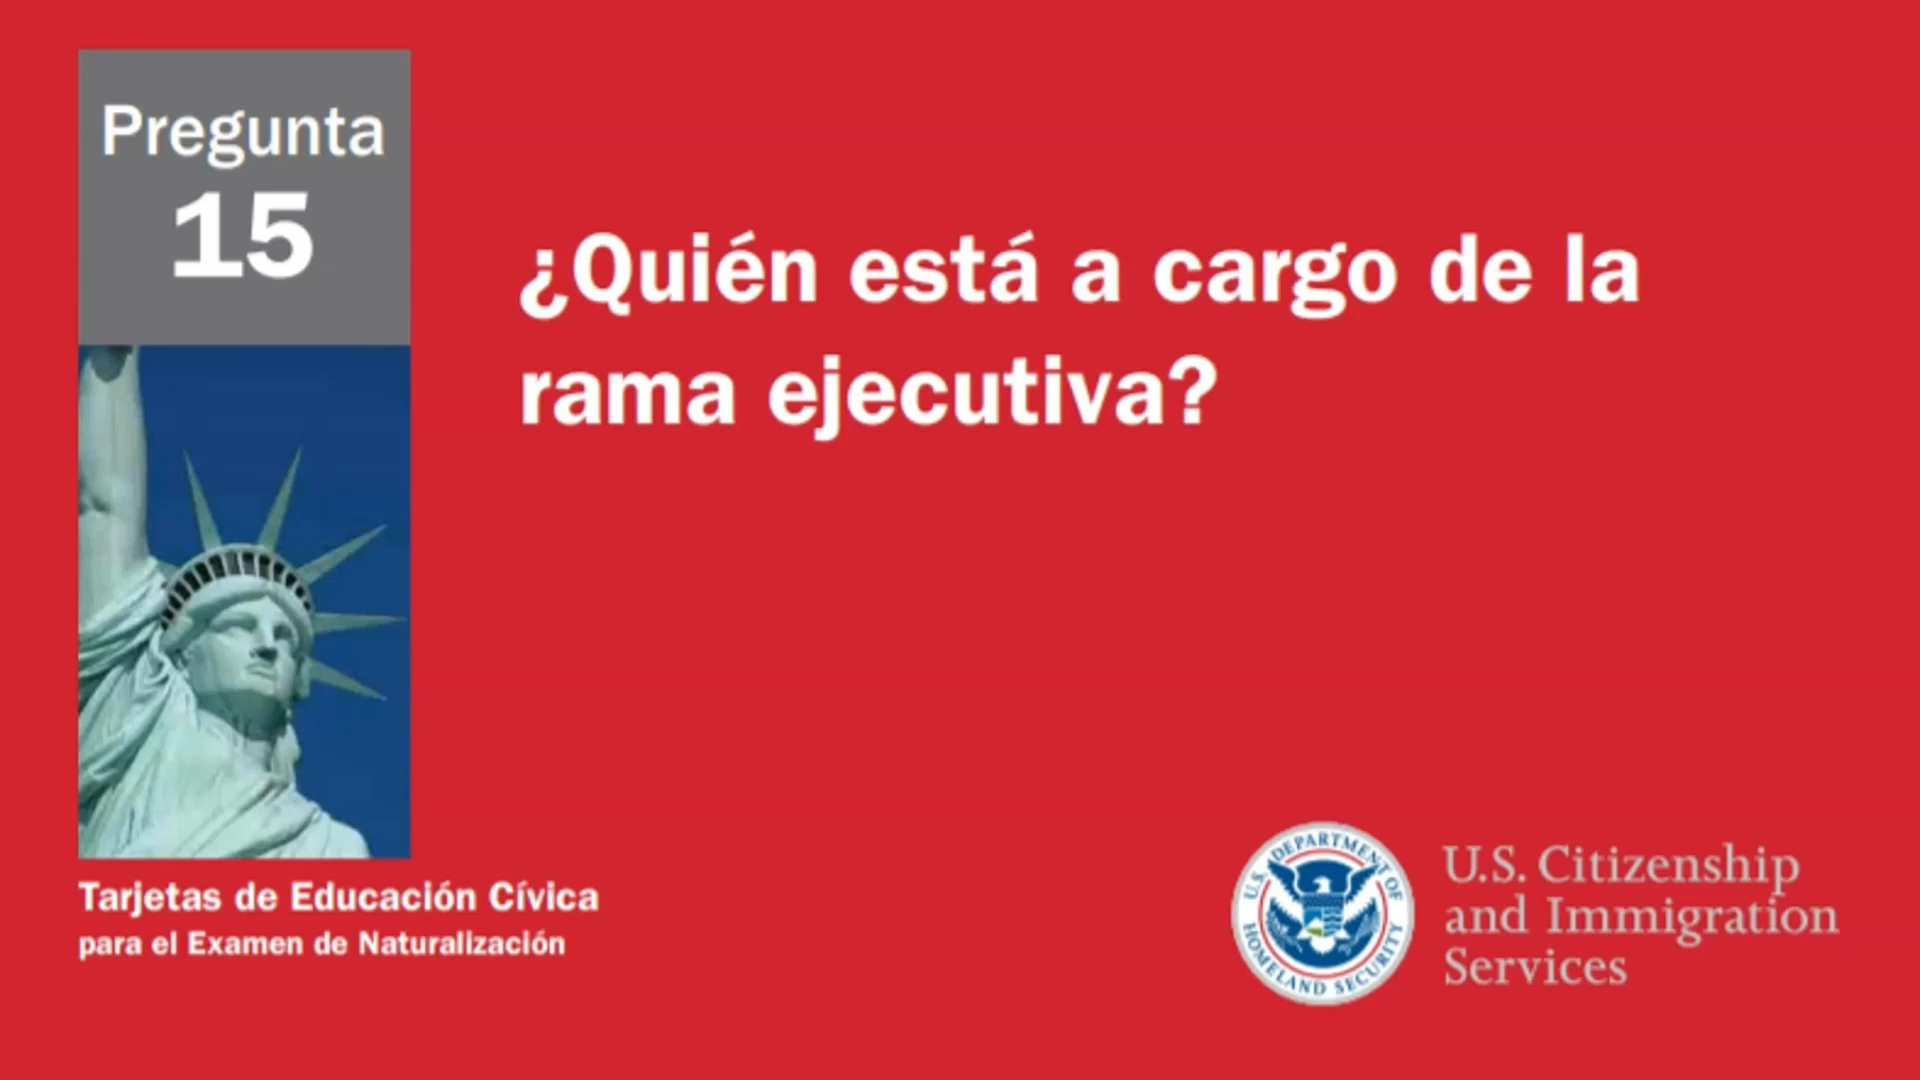 Pregunta
15
¿Quién está a cargo de la
rama ejecutiva?
Tarjetas de Educación Cívica
para el Examen de Naturalización
U.S. DEPARTMENT OF
HOMELAND SECURITY
U.S. Citizenship
and Immigration
Services